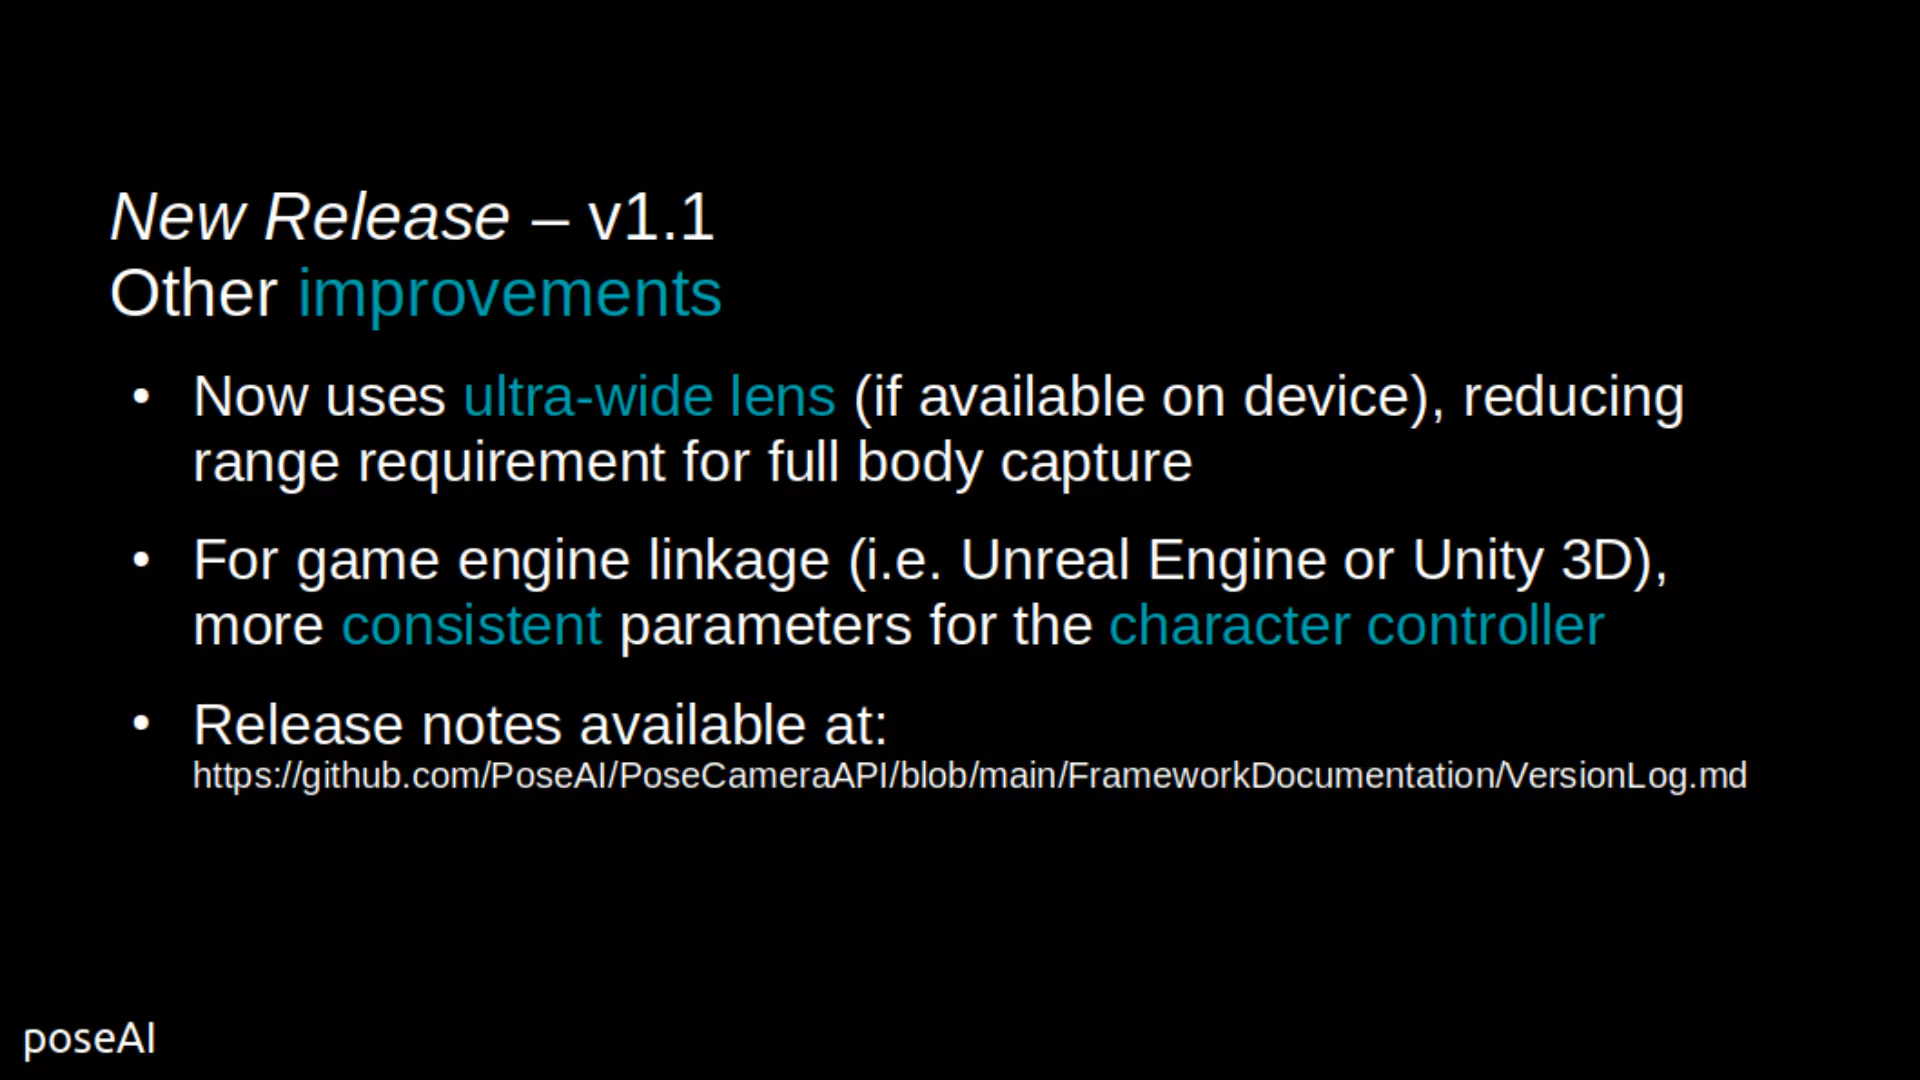 New Release – v1.1
Other improvements
• Now uses ultra-wide lens (if available on device), reducing
range requirement for full body capture
• For game engine linkage (i.e. Unreal Engine or Unity 3D),
more consistent parameters for the character controller
• Release notes available at:
https://github.com/PoseAI/PoseCameraAPI/blob/main/FrameworkDocumentation/VersionLog.md
poseAI